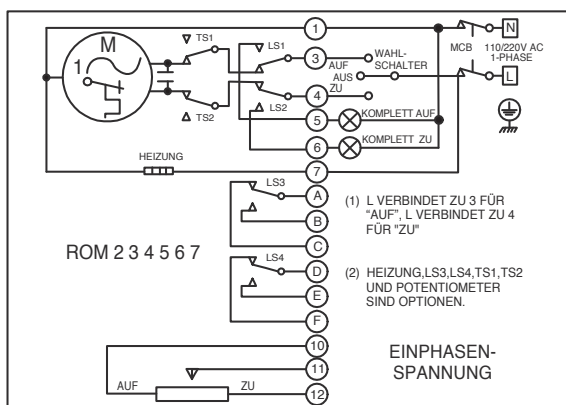 M
1
TS1
TS2
LS1
LS2
1
3
AUF
AUS
4
ZU
WAHL-
SCHALTER
MCB
N
110/220V AC
1-PHASE
L
5
KOMPLETT AUF
6
KOMPLETT ZU
HEIZUNG
7
LS3
A
B
C
(1) L VERBINDET ZU 3 FÜR
“AUF”, L VERBINDET ZU 4
FÜR "ZU"
ROM 2 3 4 5 6 7
LS4
D
E
F
(2) HEIZUNG,LS3,LS4,TS1,TS2
UND POTENTIOMETER
SIND OPTIONEN.
10
11
12
AUF
ZU
EINPHASEN-
SPANNUNG